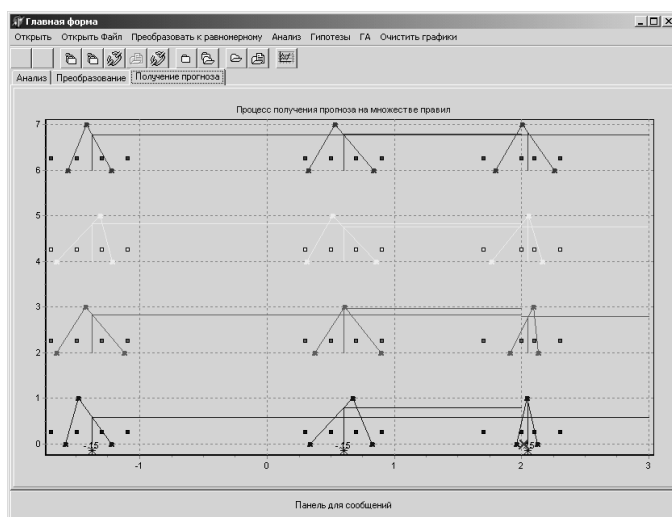 Главная форма
Открыть Открыть Файл Преобразовать к равномерному Анализ Гипотезы ГА Очистить графики
Анализ Преобразование Получение прогноза
Процесс получения прогноза на множестве правил
7
6
5
4
3
2
1
0
-1 0 1 2 3
Панель для сообщений